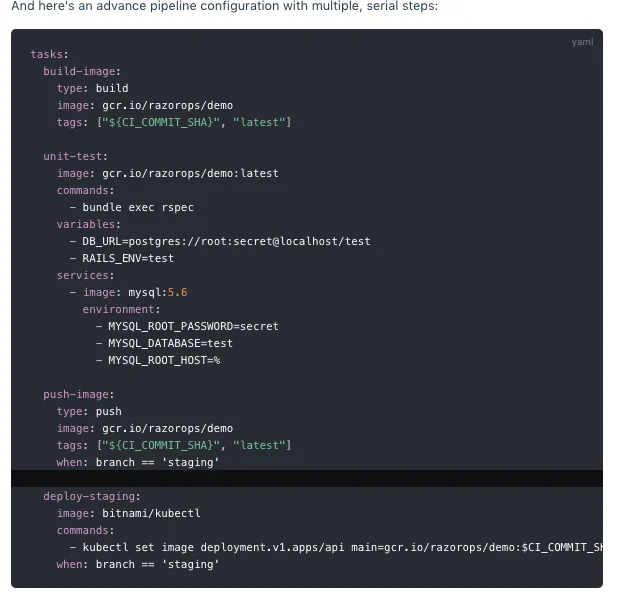 And here's an advance pipeline configuration with multiple, serial steps:
yaml
tasks:
  build-image:
    type: build
    image: gcr.io/razorops/demo
    tags: ["${CI_COMMIT_SHA}", "latest"]
  unit-test:
    image: gcr.io/razorops/demo:latest
    commands:
      - bundle exec rspec
    variables:
      - DB_URL=postgres://root:secret@localhost/test
      - RAILS_ENV=test
    services:
      - image: mysql:5.6
        environment:
          - MYSQL_ROOT_PASSWORD=secret
          - MYSQL_DATABASE=test
          - MYSQL_ROOT_HOST=%
  push-image:
    type: push
    image: gcr.io/razorops/demo
    tags: ["${CI_COMMIT_SHA}", "latest"]
    when: branch == 'staging'
  deploy-staging:
    image: bitnami/kubectl
    commands:
      - kubectl set image deployment.v1.apps/api main=gcr.io/razorops/demo:$CI_COMMIT_SH
    when: branch == 'staging'